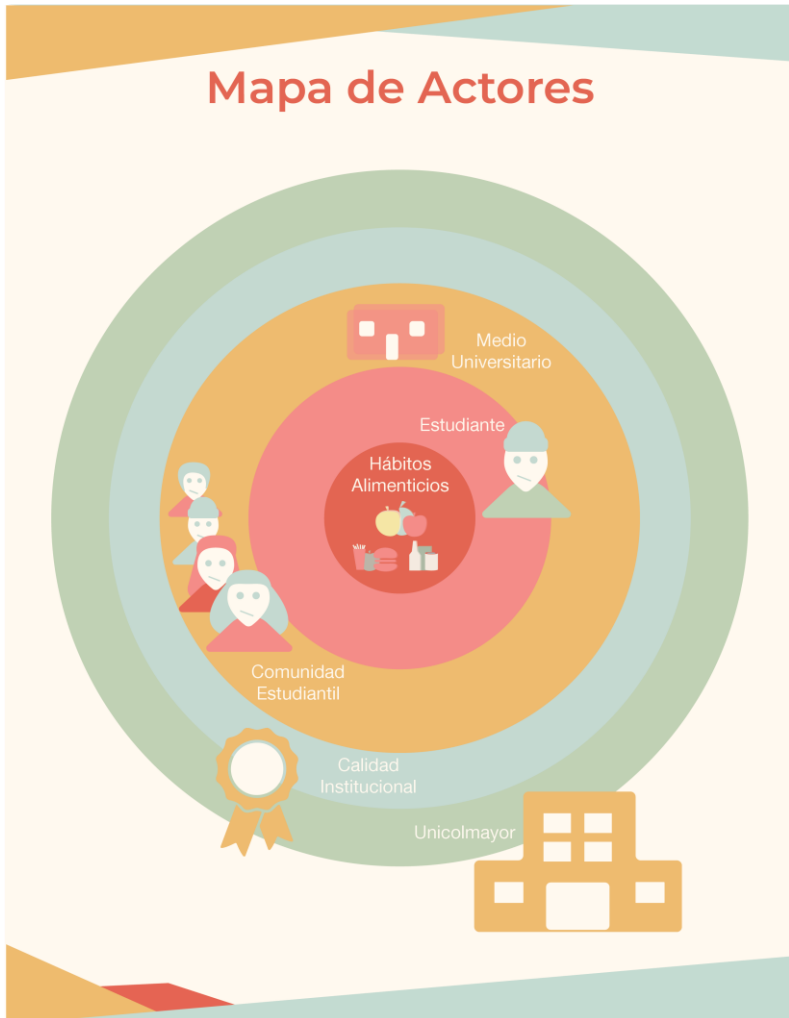 Mapa de Actores
Medio
Universitario
Estudiante
Hábitos
Alimenticios
Comunidad
Estudiantil
Calidad
Institucional
Unicolmayor